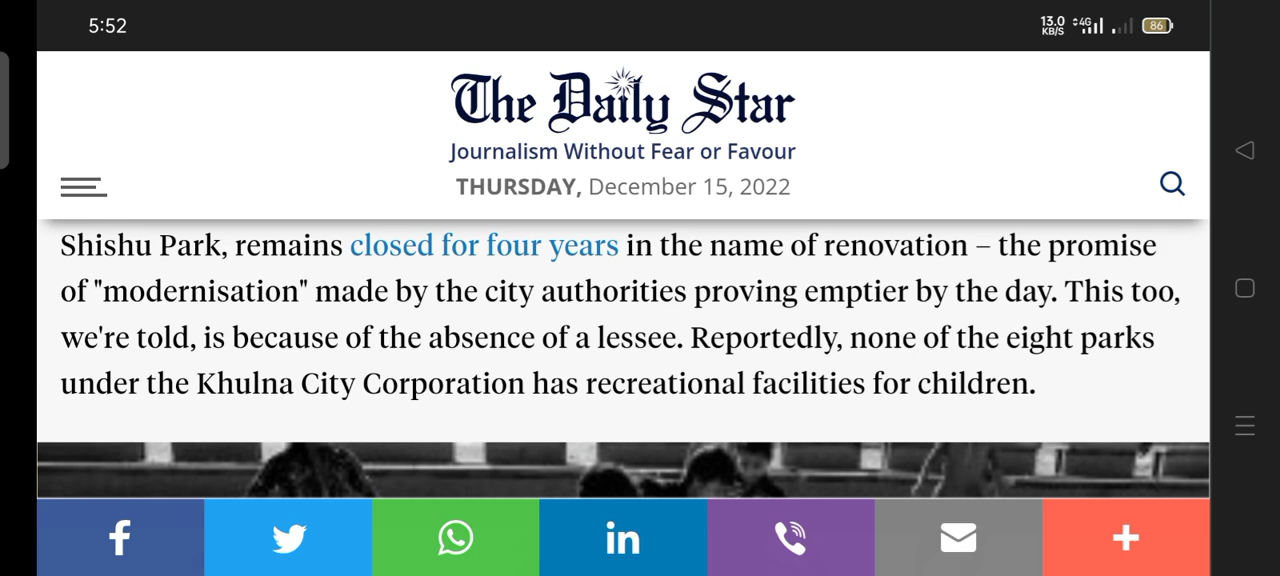 5:52
13.0
KB/S
4G
86
The Daily Star
Journalism Without Fear or Favour
THURSDAY, December 15, 2022
Shishu Park, remains closed for four years in the name of renovation – the promise
of "modernisation" made by the city authorities proving emptier by the day. This too,
we're told, is because of the absence of a lessee. Reportedly, none of the eight parks
under the Khulna City Corporation has recreational facilities for children.